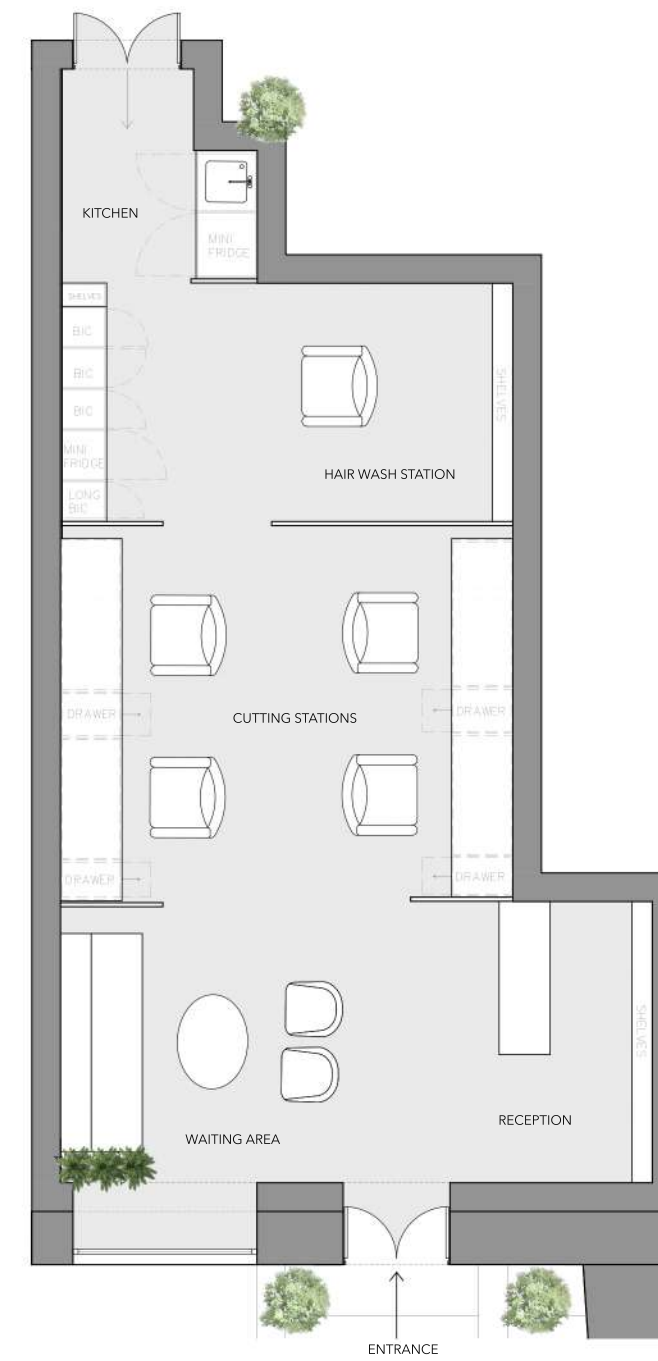 KITCHEN
MINI
FRIDGE
SHELVES
BIC
BIC
BIC
MINI
FRIDGE
LONG
BIC
SHELVES
HAIR WASH STATION
DRAWER
CUTTING STATIONS
DRAWER
DRAWER
DRAWER
SHELVES
RECEPTION
WAITING AREA
ENTRANCE